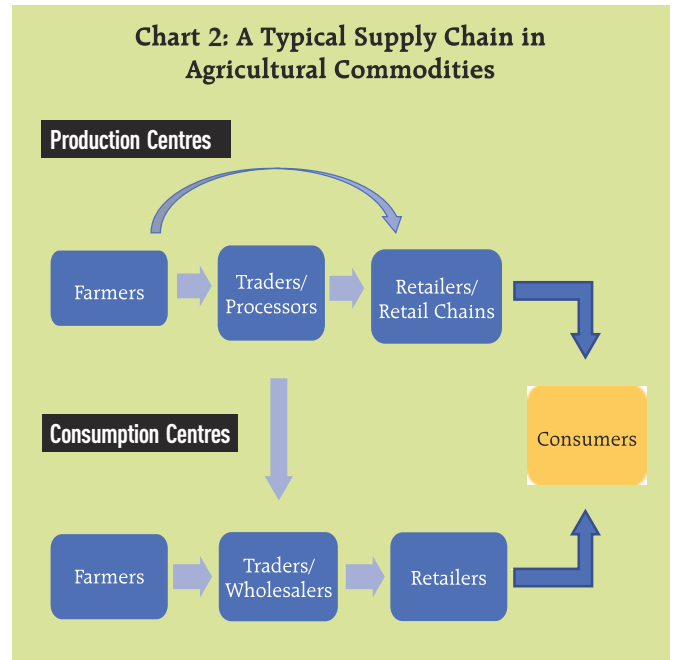 Chart 2: A Typical Supply Chain in
Agricultural Commodities
Production Centres
Farmers
Traders/
Processors
Retailers/
Retail Chains
Consumption Centres
Consumers
Farmers
Traders/
Wholesalers
Retailers